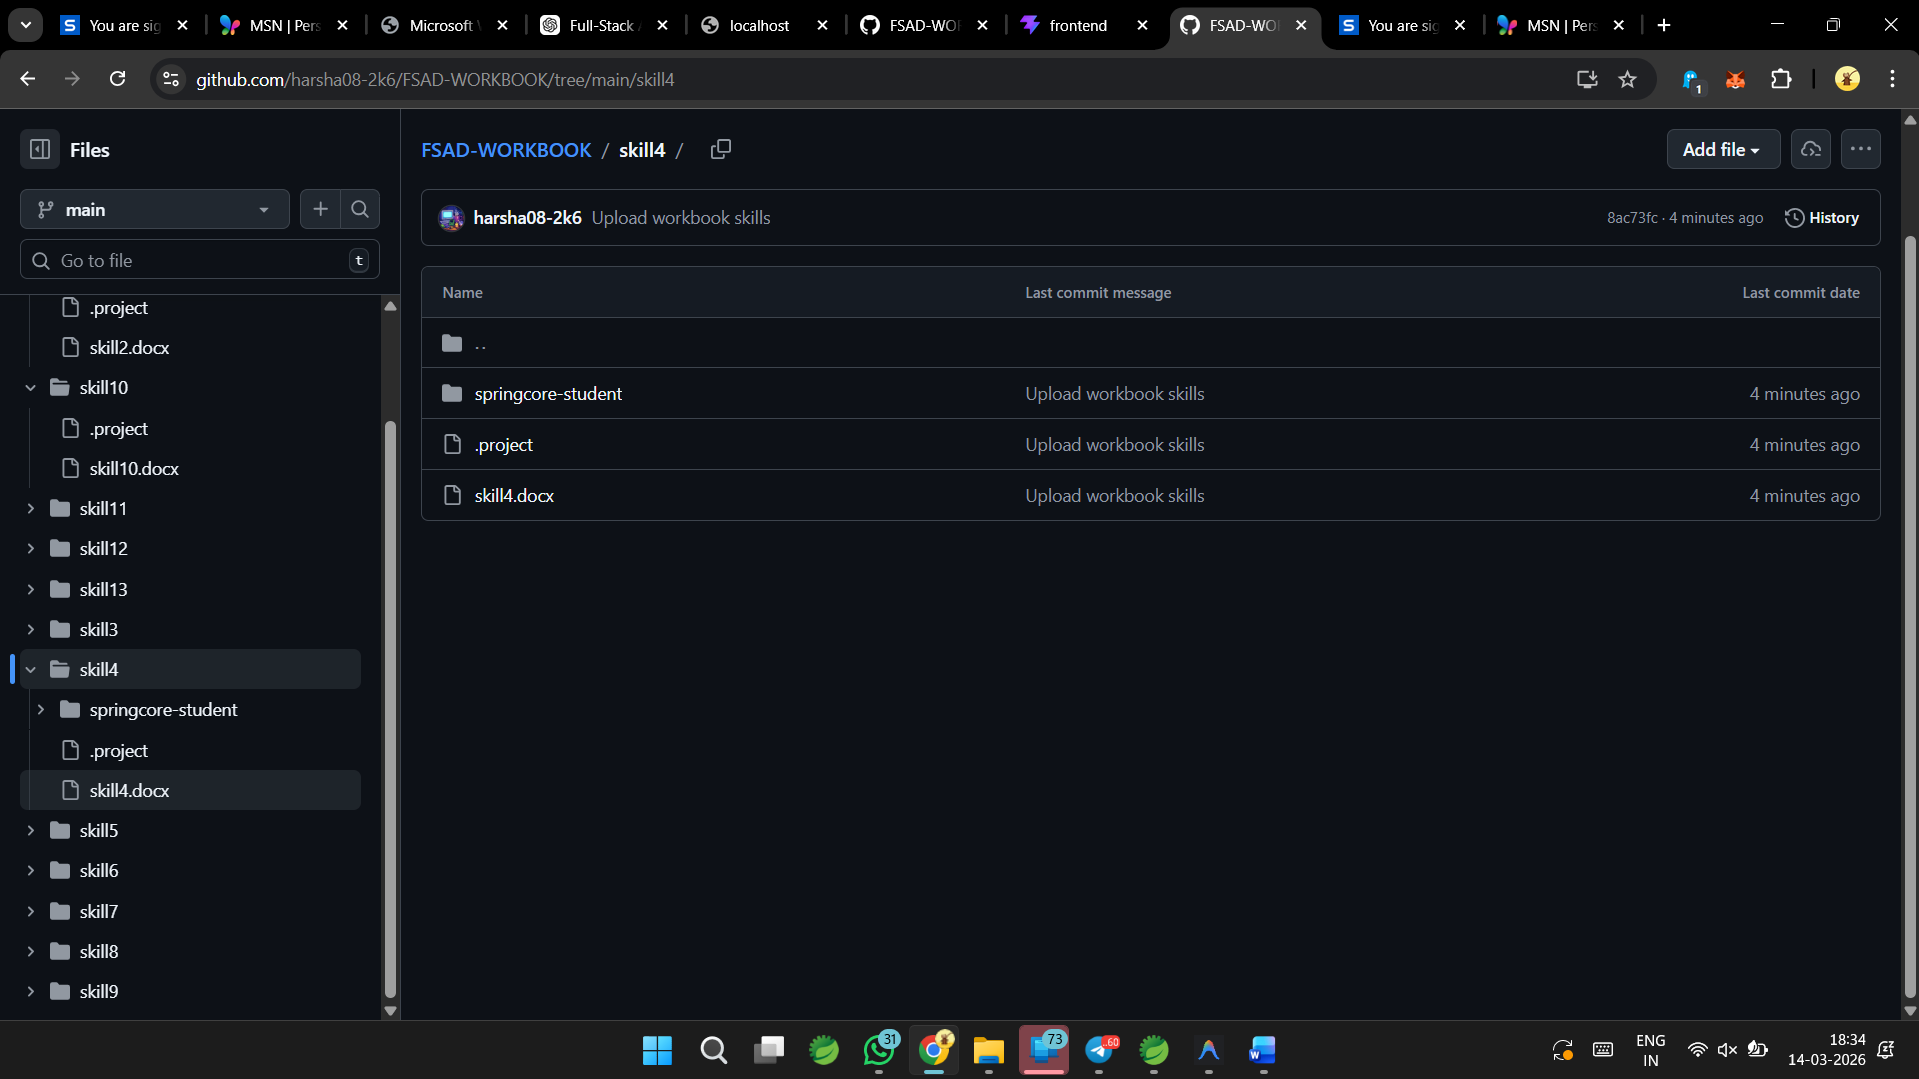 You are sig
MSN | Pers
Microsoft
Full-Stack
localhost
FSAD-WO
frontend
FSAD-WO
You are sig
MSN | Pers
github.com/harsha08-2k6/FSAD-WORKBOOK/tree/main/skill4
1
Files
FSAD-WORKBOOK / skill4 /
Add file
main
harsha08-2k6 Upload workbook skills
8ac73fc · 4 minutes ago
History
Go to file
t
Name
Last commit message
Last commit date
..
springcore-student
Upload workbook skills
4 minutes ago
.project
Upload workbook skills
4 minutes ago
skill4.docx
Upload workbook skills
4 minutes ago
.project
skill2.docx
skill10
.project
skill10.docx
skill11
skill12
skill13
skill3
skill4
springcore-student
.project
skill4.docx
skill5
skill6
skill7
skill8
skill9
31
73
60
ENG
IN
18:34
14-03-2026